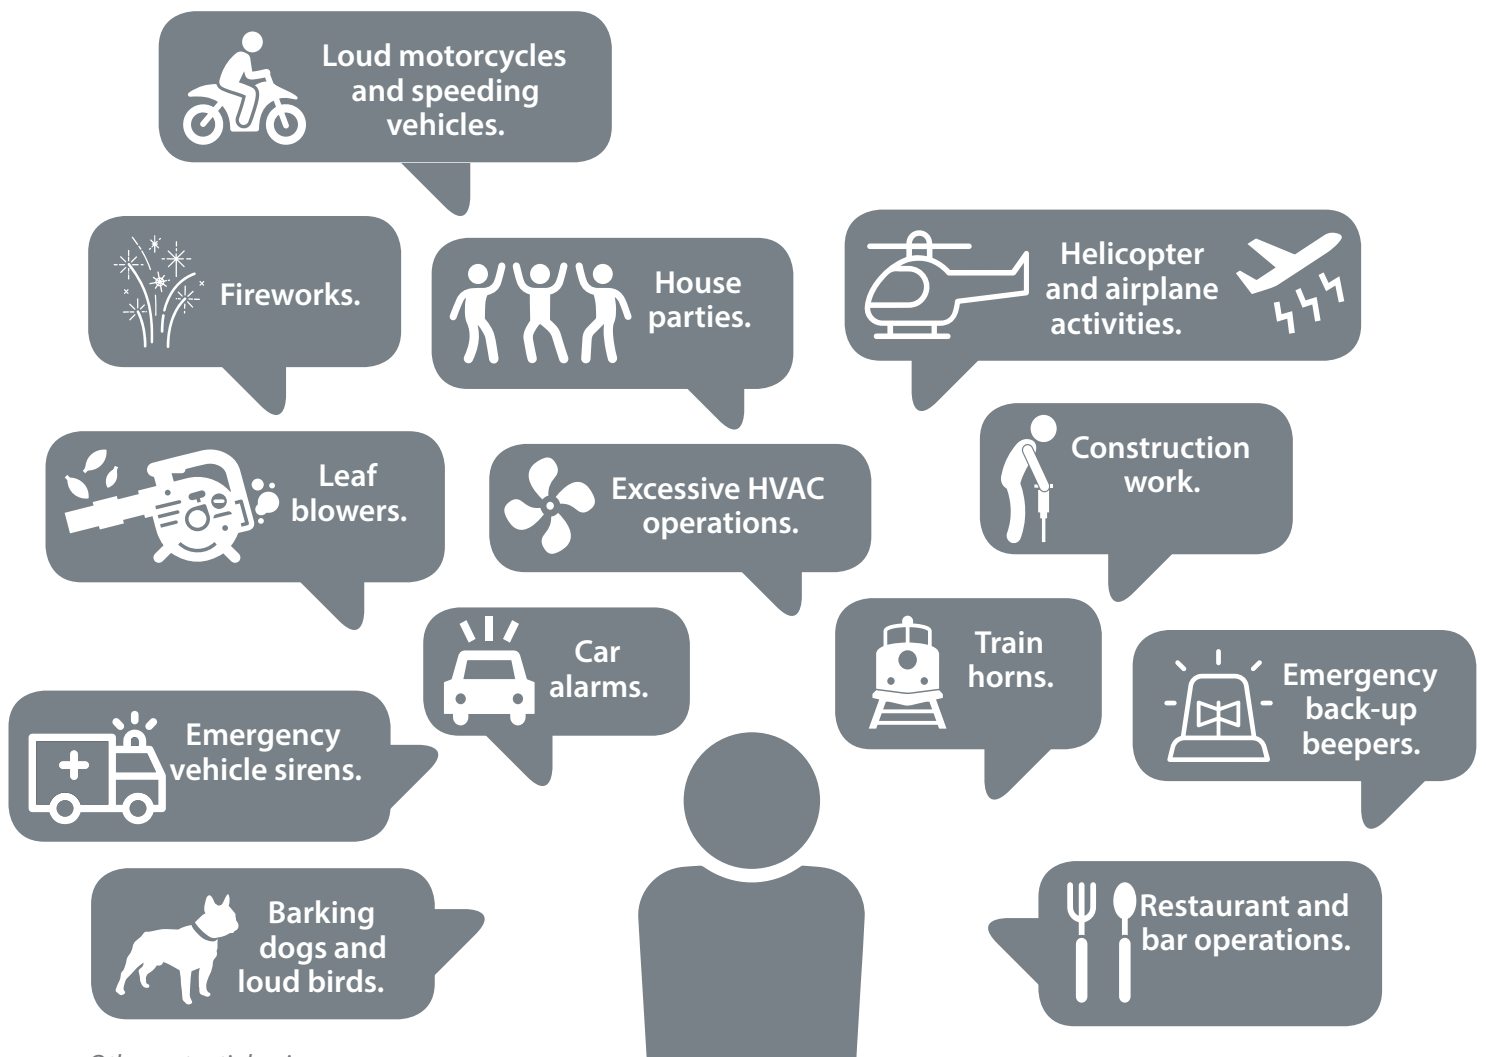 Loud motorcycles
and speeding
vehicles.
Fireworks.
House
parties.
Helicopter
and airplane
activities.
Leaf
blowers.
Excessive HVAC
operations.
Construction
work.
Car
alarms.
Train
horns.
Emergency
back-up
beepers.
Emergency
vehicle sirens.
Barking
dogs and
loud birds.
Restaurant and
bar operations.